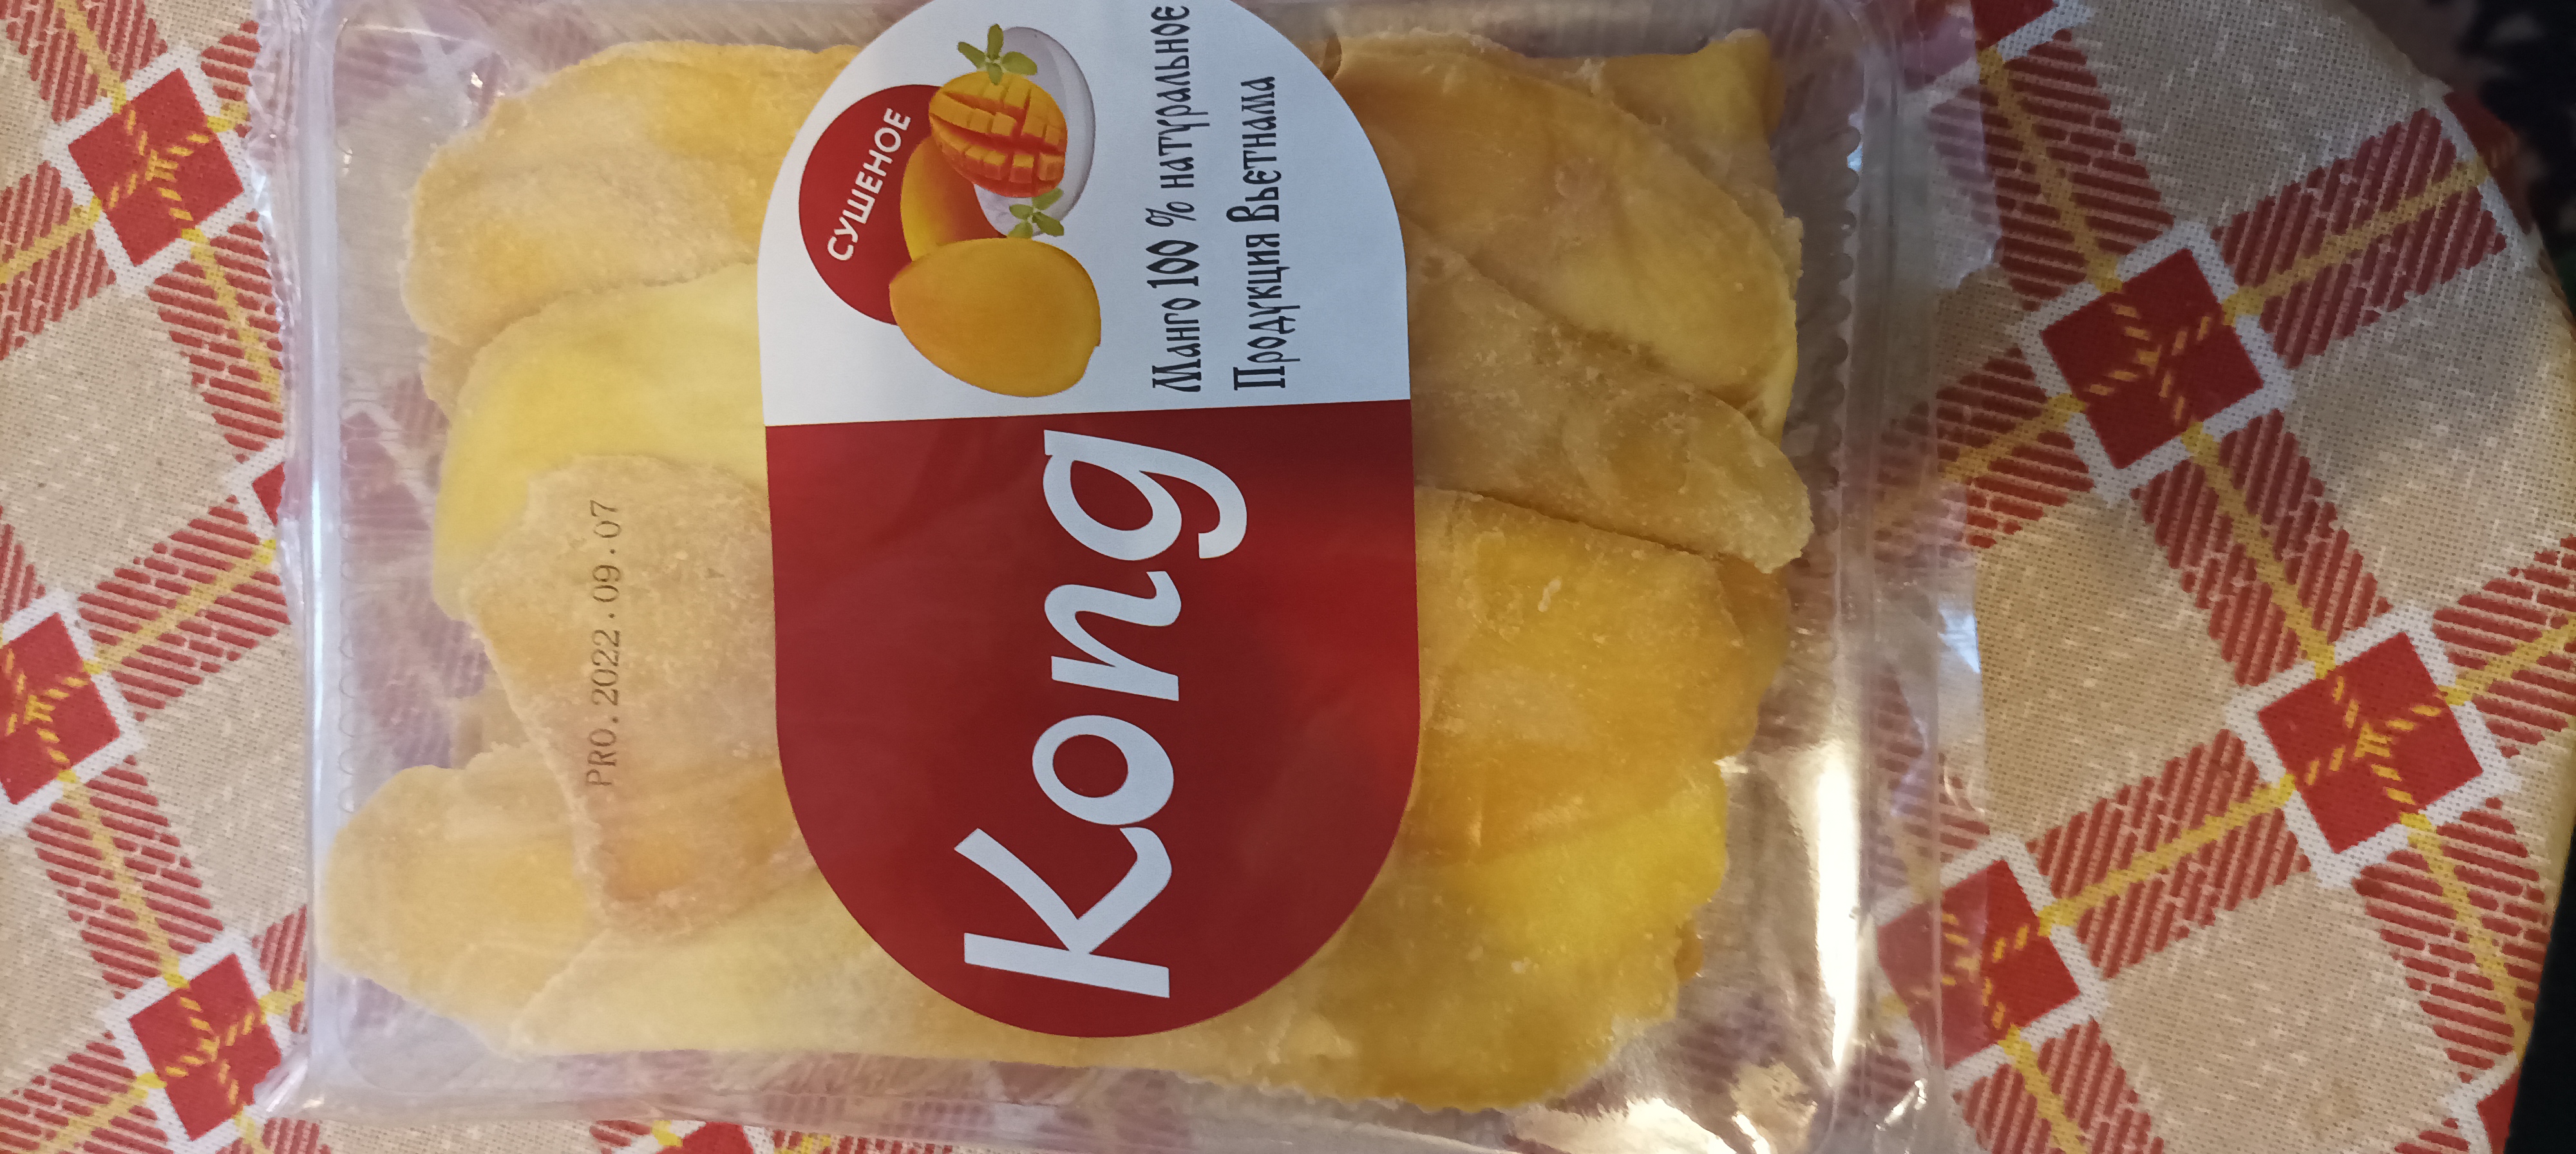 СУШЕНОЕ
Kong
Манго 100 % натуральное
Продукция Вьетнама
PRO.2022.09.07